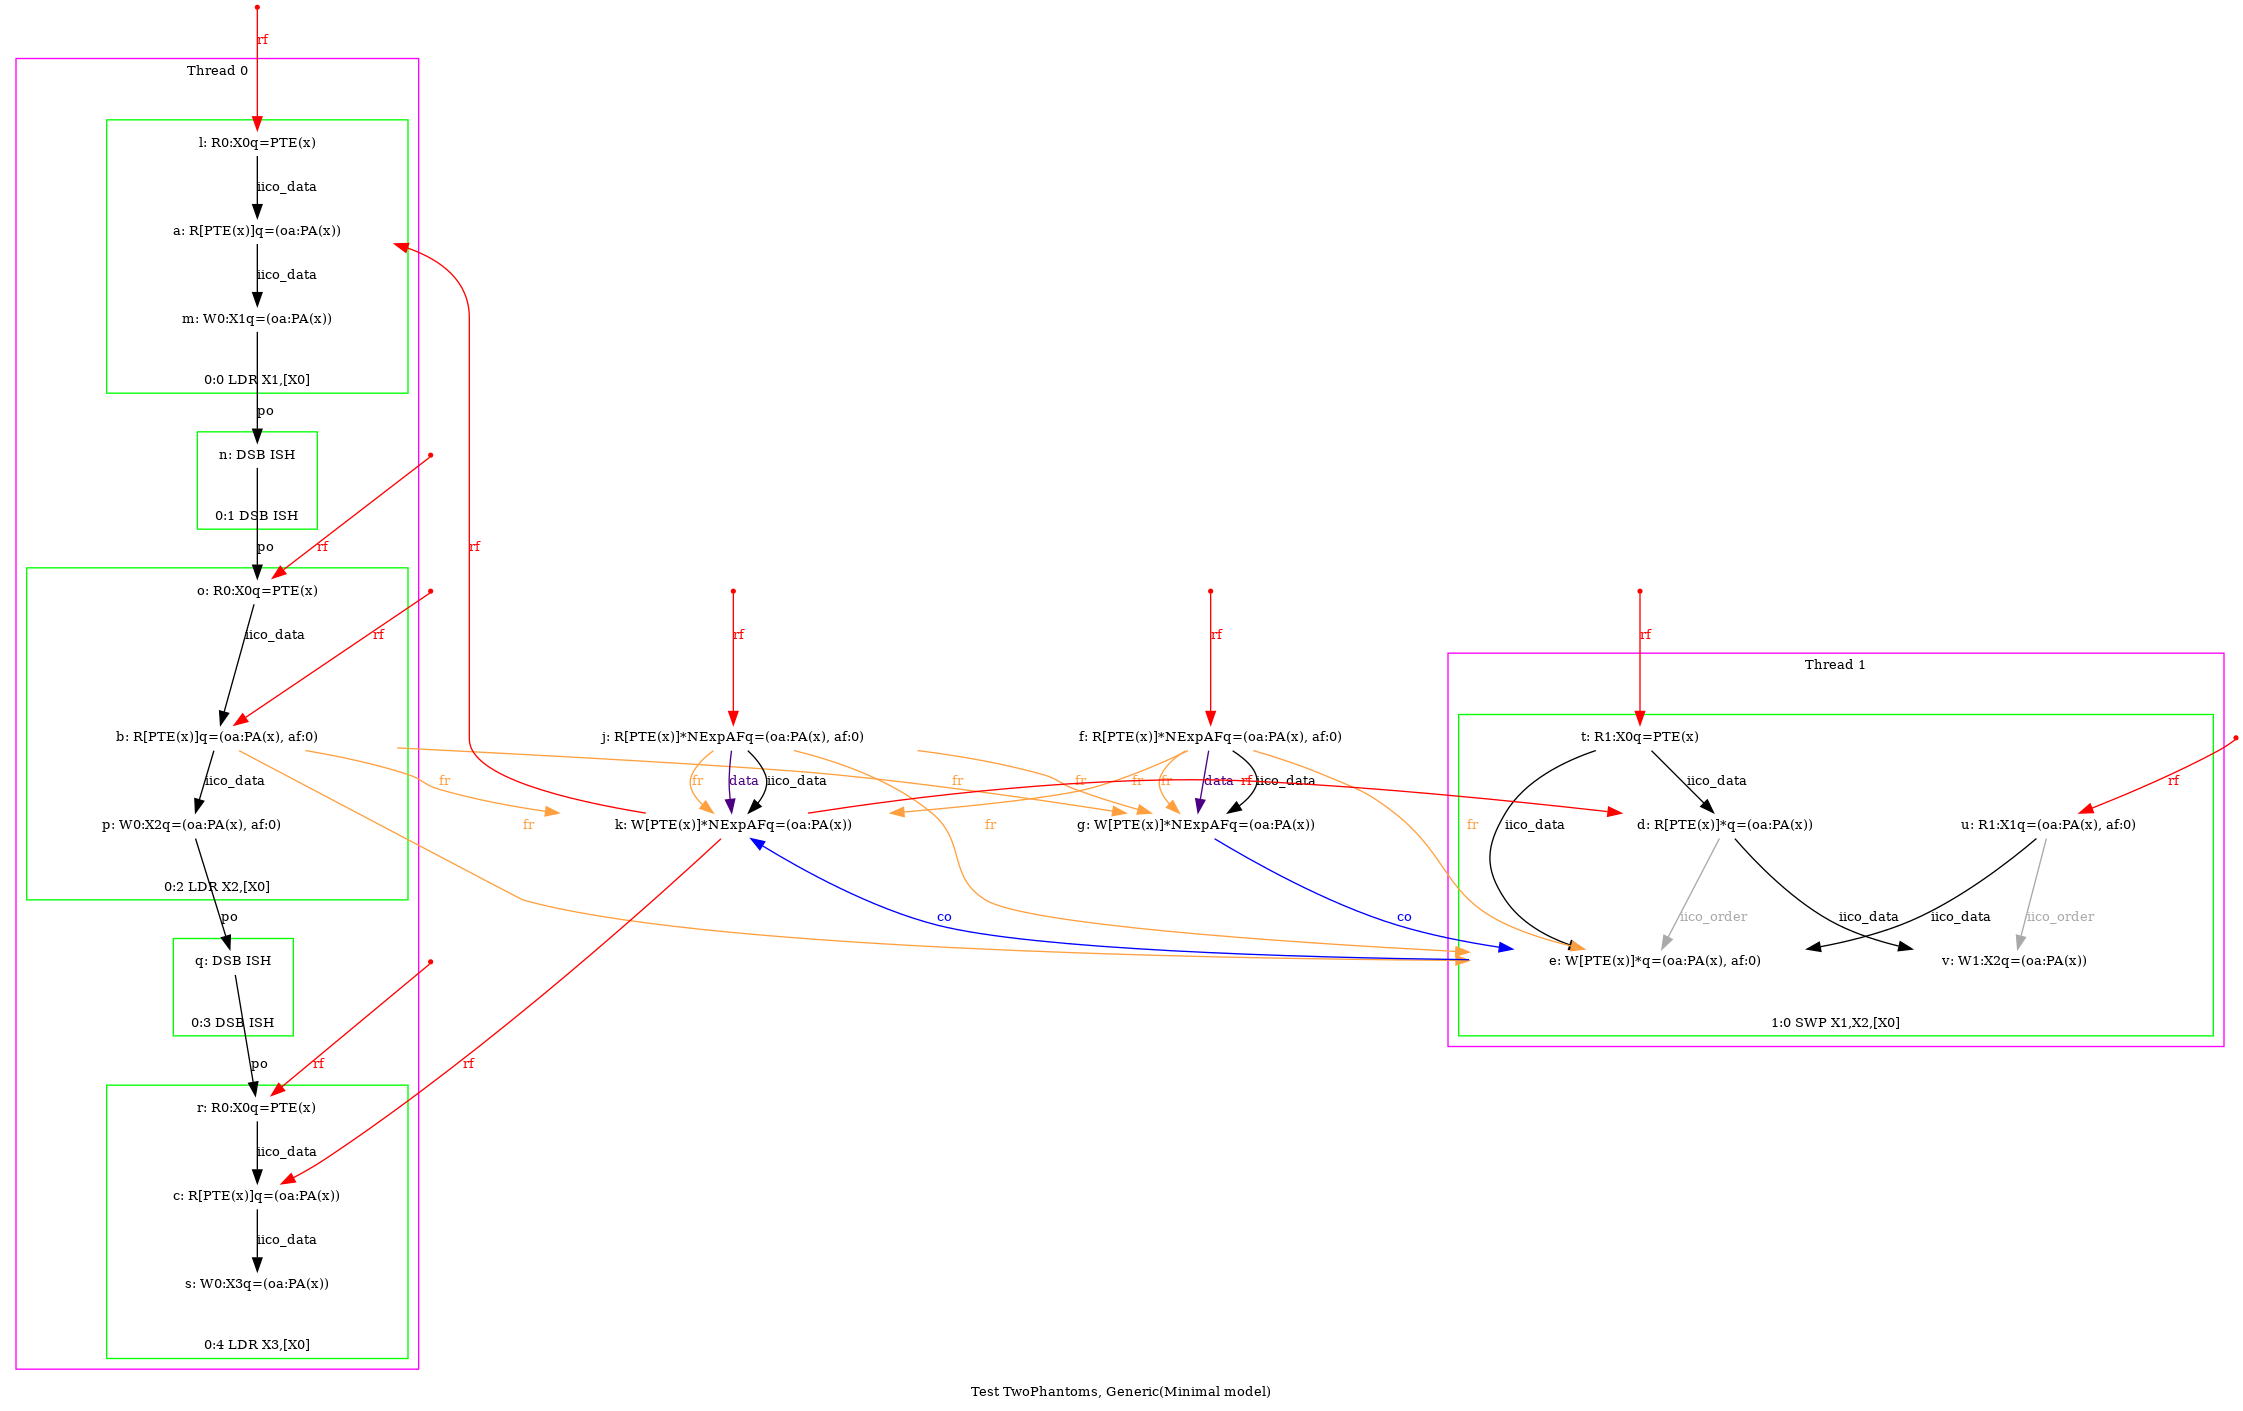 rf
Thread 0
l: R0:X0q=PTE(x)
iico_data
a: R[PTE(x)]q=(oa:PA(x))
iico_data
m: W0:X1q=(oa:PA(x))
0:0 LDR X1,[X0]
po
n: DSB ISH
0:1 DSB ISH
po
rf
rf
o: R0:X0q=PTE(x)
iico_data
rf
b: R[PTE(x)]q=(oa:PA(x), af:0)
iico_data
p: W0:X2q=(oa:PA(x), af:0)
0:2 LDR X2,[X0]
po
q: DSB ISH
0:3 DSB ISH
po
rf
r: R0:X0q=PTE(x)
iico_data
c: R[PTE(x)]q=(oa:PA(x))
iico_data
s: W0:X3q=(oa:PA(x))
0:4 LDR X3,[X0]
rf
rf
j: R[PTE(x)]*NExpAFq=(oa:PA(x), af:0)
f: R[PTE(x)]*NExpAFq=(oa:PA(x), af:0)
fr
fr
data
iico_data
fr
fr
fr
fr
data
rf
iico_data
fr
fr
fr
k: W[PTE(x)]*NExpAFq=(oa:PA(x))
g: W[PTE(x)]*NExpAFq=(oa:PA(x))
co
co
rf
rf
Thread 1
t: R1:X0q=PTE(x)
iico_data
rf
iico_data
d: R[PTE(x)]*q=(oa:PA(x))
u: R1:X1q=(oa:PA(x), af:0)
iico_order
iico_data
iico_data
iico_order
e: W[PTE(x)]*q=(oa:PA(x), af:0)
v: W1:X2q=(oa:PA(x))
1:0 SWP X1,X2,[X0]
Test TwoPhantoms, Generic(Minimal model)